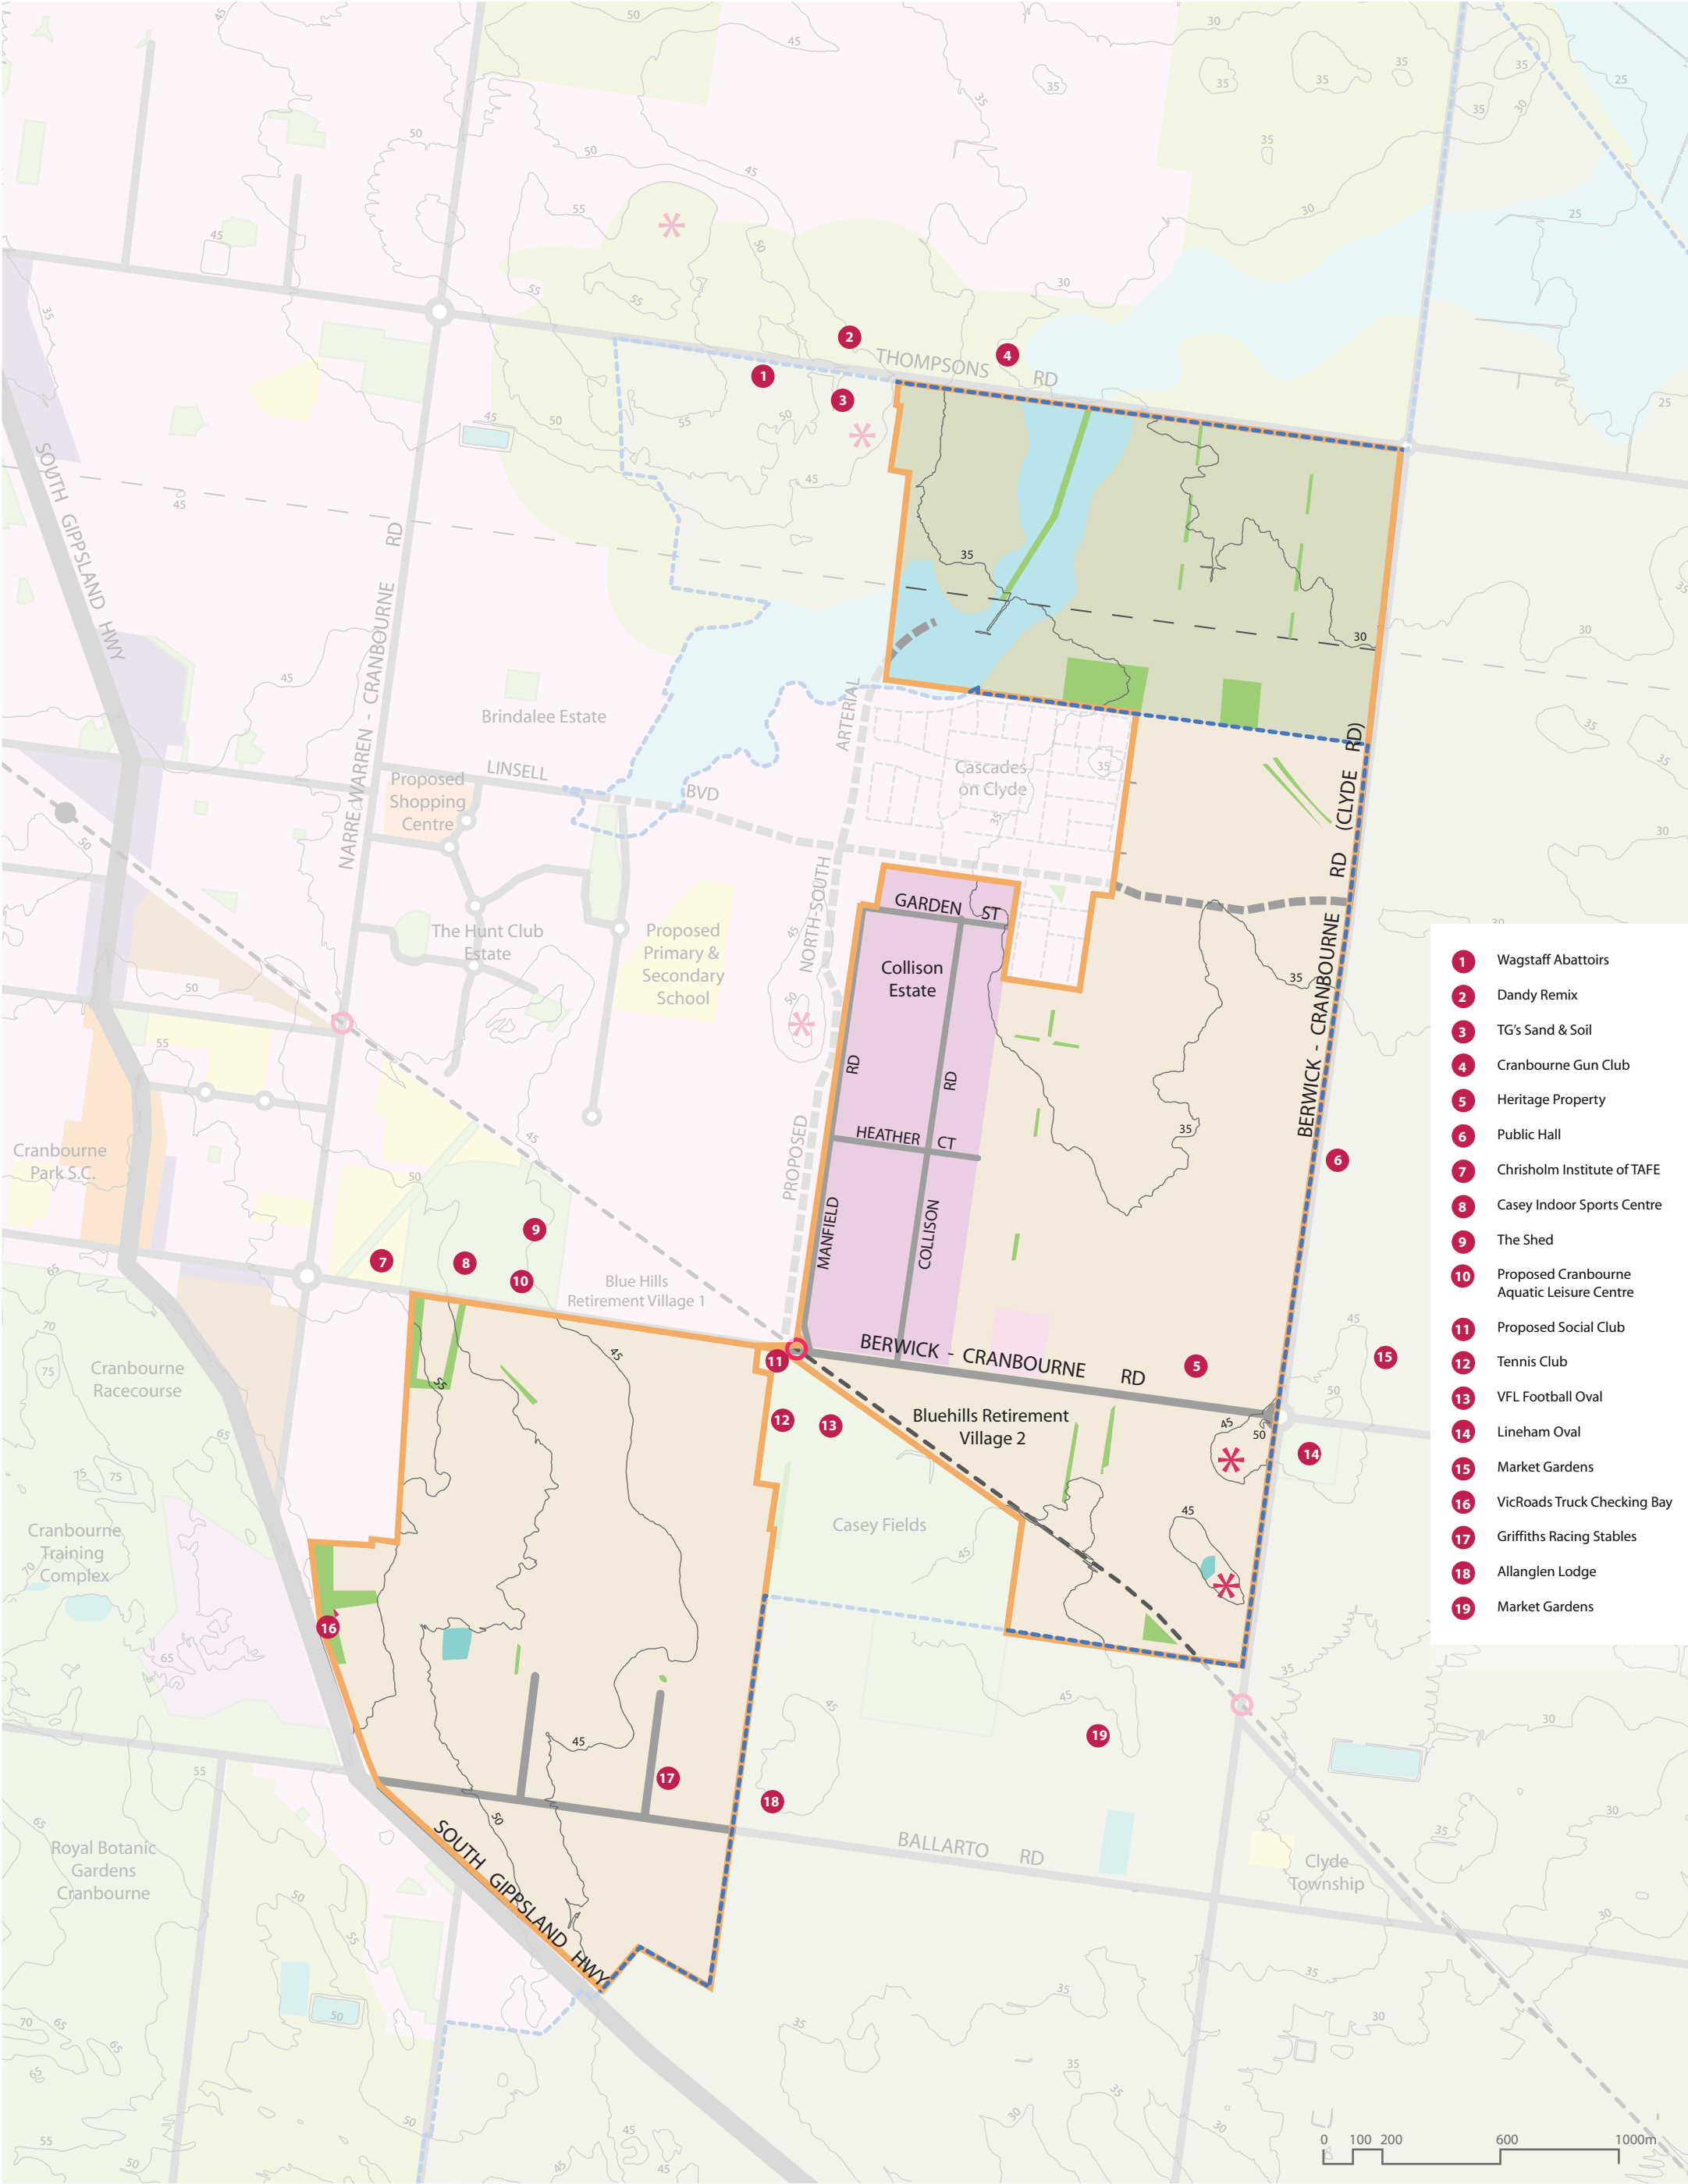 THOMPSONS RD
SOUTH GIPPSLAND HWY
NARRE WARREN - CRANBOURNE RD
Brindalee Estate
LINSELL
BVD
ARTERIAL
NORTH-SOUTH
PROPOSED
Proposed
Shopping
Centre
Cascades
on Clyde
BERWICK - CRANBOURNE RD (CLYDE RD)
GARDEN ST
Collison
Estate
The Hunt Club
Estate
Proposed
Primary &
Secondary
School
MANFIELD RD
COLLISON RD
HEATHER CT
Cranbourne
Park S.C.
Blue Hills
Retirement Village 1
BERWICK - CRANBOURNE RD
Bluehills Retirement
Village 2
Cranbourne
Racecourse
Cranbourne
Training
Complex
Casey Fields
Royal Botanic
Gardens
Cranbourne
SOUTH GIPPSLAND HWY
BALLARTO RD
Clyde
Township
1 Wagstaff Abattoirs
2 Dandy Remix
3 TG's Sand & Soil
4 Cranbourne Gun Club
5 Heritage Property
6 Public Hall
7 Chrisholm Institute of TAFE
8 Casey Indoor Sports Centre
9 The Shed
10 Proposed Cranbourne
Aquatic Leisure Centre
11 Proposed Social Club
12 Tennis Club
13 VFL Football Oval
14 Lineham Oval
15 Market Gardens
16 VicRoads Truck Checking Bay
17 Griffiths Racing Stables
18 Allanglen Lodge
19 Market Gardens
0 100 200 600 1000m